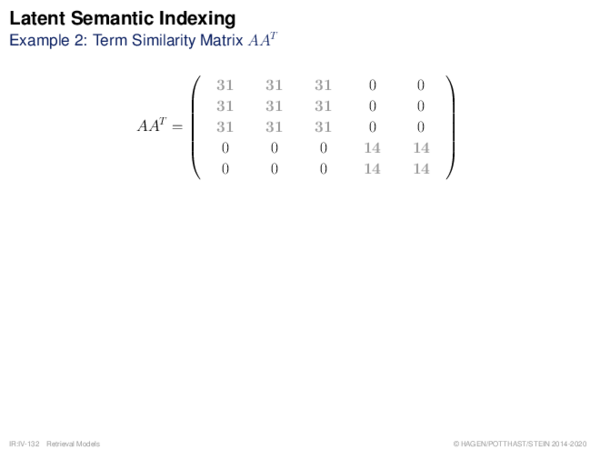 Latent Semantic Indexing
Example 2: Term Similarity Matrix AA^T
AA^T =
31 31 31 0 0
31 31 31 0 0
31 31 31 0 0
0 0 0 14 14
0 0 0 14 14
IR:IV-132 Retrieval Models
© HAGEN/POTTHAST/STEIN 2014-2020